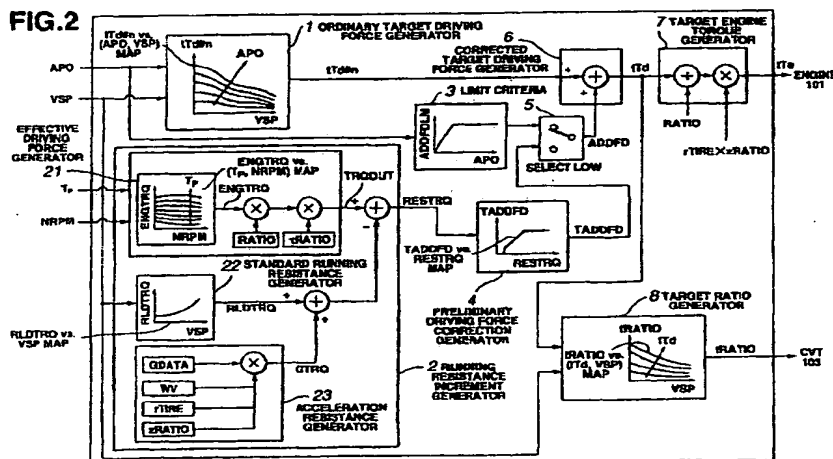 FIG.2
1 ORDINARY TARGET DRIVING
FORCE GENERATOR
tTd#n vs.
(APO, VSP)
MAP
tTd#n
APO
VSP
APO
VSP
tTd#n
CORRECTED
TARGET DRIVING
FORCE GENERATOR
6
+
+
tTd
7 TARGET ENGINE
TORQUE
GENERATOR
RATIO
rTIRE×zRATIO
tTe
ENGINE
101
3 LIMIT CRITERIA
ADDFDLM
APO
5
ADDFD
SELECT LOW
EFFECTIVE
DRIVING
FORCE
GENERATOR
21
TP
NRPM
ENGTRQ vs.
(TP, NRPM) MAP
ENGTRQ
TP
NRPM
ENGTRQ
RATIO
τRATIO
TRQOUT
+
-
RESTRQ
TADDFD
TADDFD vs.
RESTRQ
MAP
RESTRQ
TADDFD
4
PRELIMINARY
DRIVING FORCE
CORRECTION
GENERATOR
22 STANDARD RUNNING
RESISTANCE
GENERATOR
RLDTRQ
VSP
RLDTRQ
+
+
RLDTRQ vs.
VSP MAP
GTRQ
GDATA
WV
rTIRE
zRATIO
23
ACCELERATION
RESISTANCE
GENERATOR
2 RUNNING
RESISTANCE
INCREMENT
GENERATOR
8 TARGET RATIO
GENERATOR
tRATIO
tTd
tRATIO vs.
(tTd, VSP)
MAP
VSP
tRATIO
CVT
103